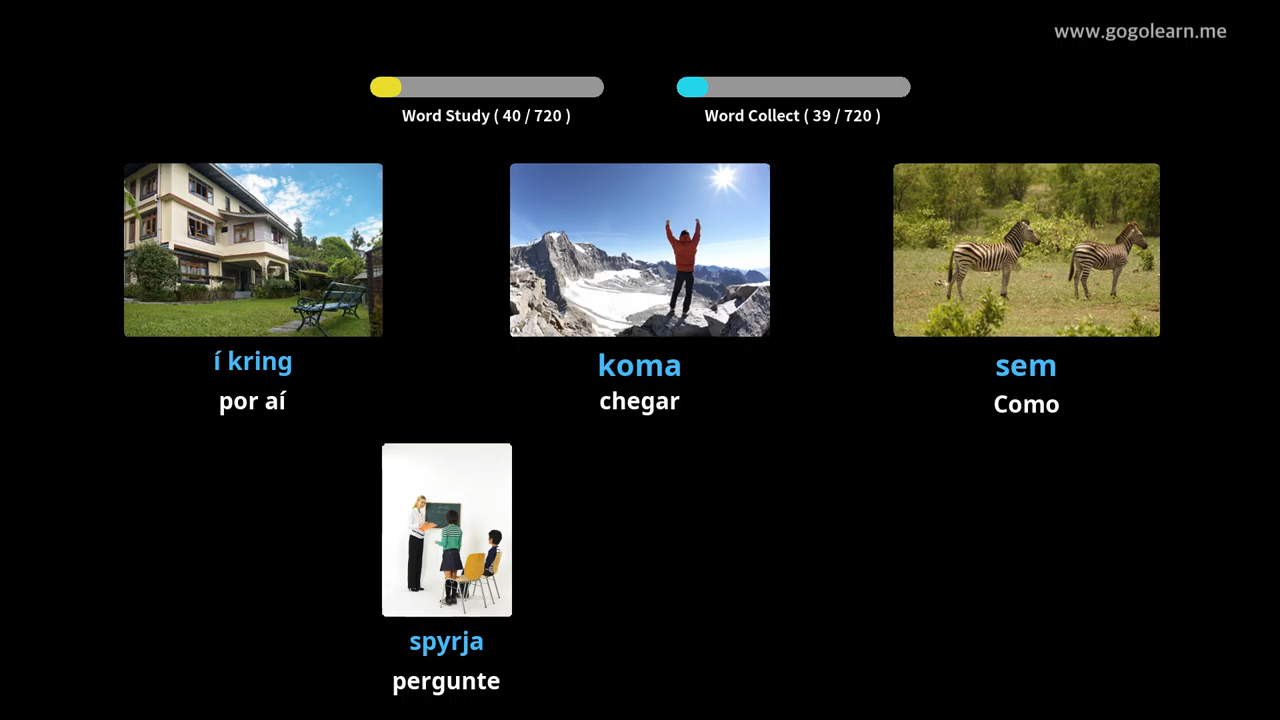 www.gogolearn.me
Word Study ( 40 / 720 )
Word Collect ( 39 / 720 )
í kring
por aí
koma
chegar
sem
Como
spyrja
pergunte